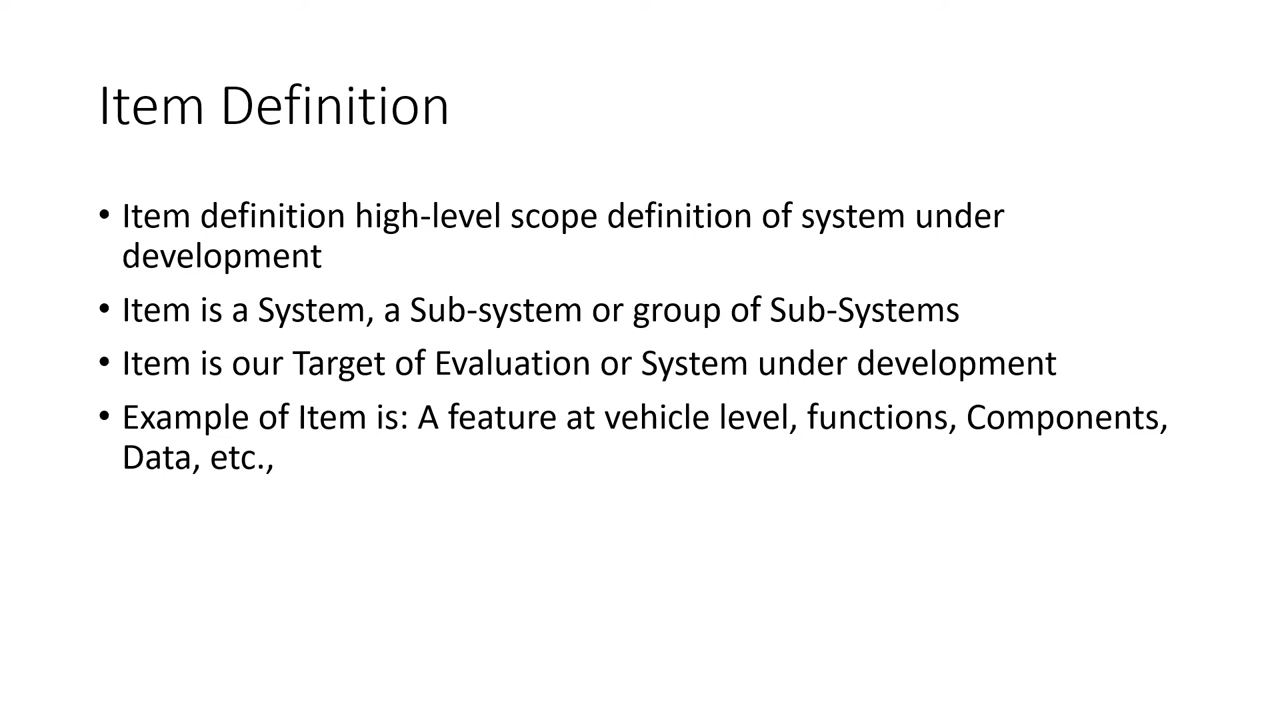 Item Definition
• Item definition high-level scope definition of system under
development
• Item is a System, a Sub-system or group of Sub-Systems
• Item is our Target of Evaluation or System under development
• Example of Item is: A feature at vehicle level, functions, Components,
Data, etc.,